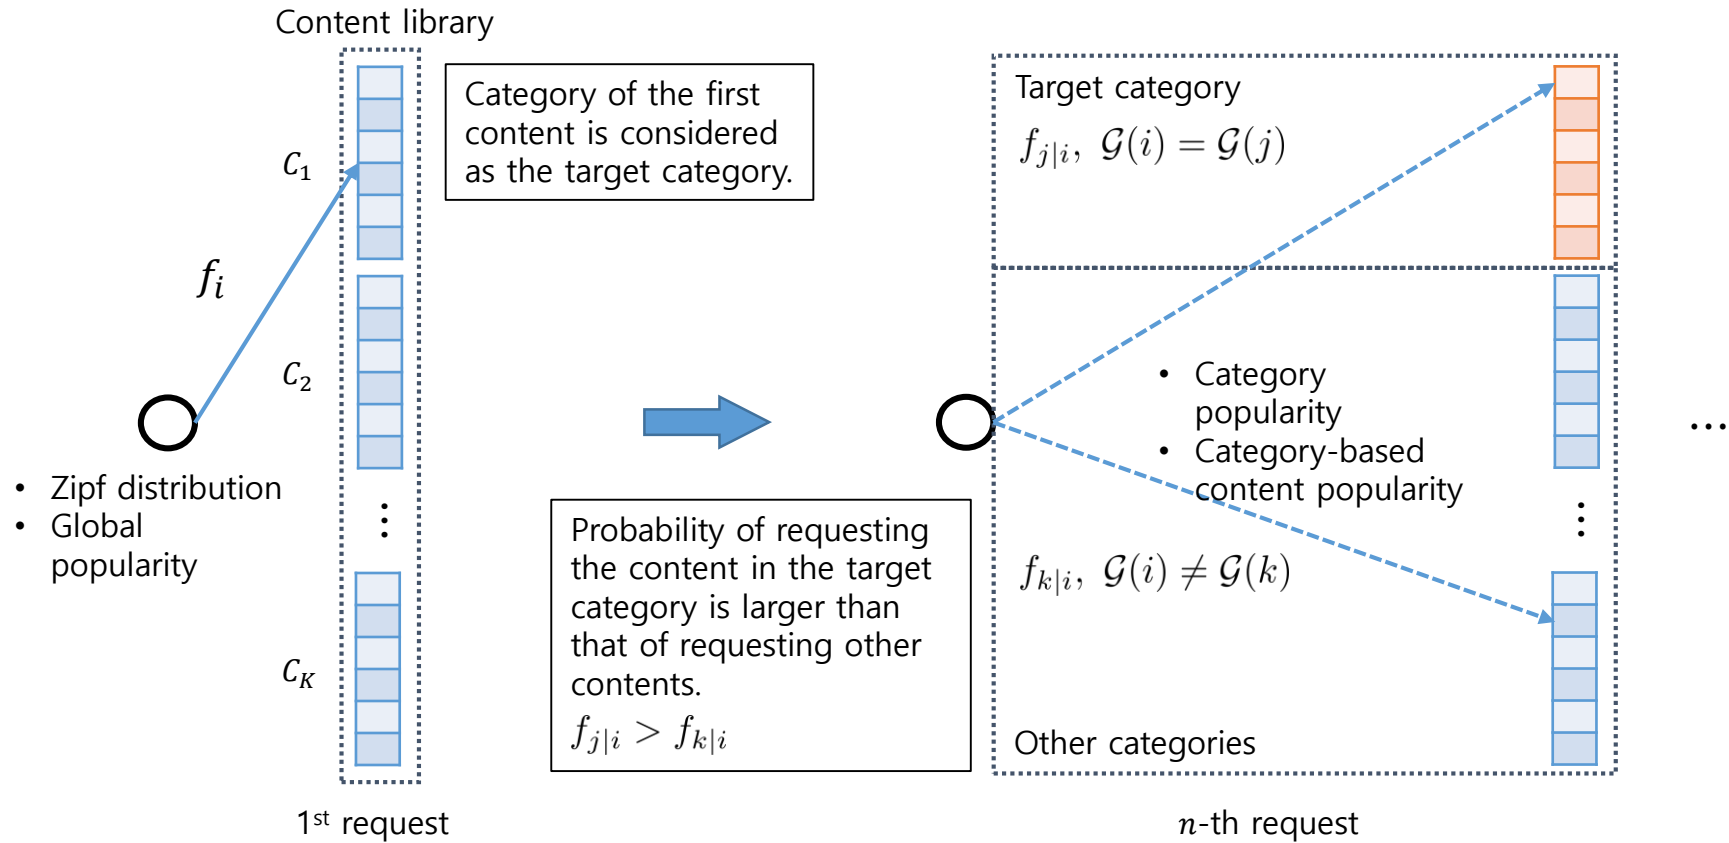 Content library
Category of the first
content is considered
as the target category.
C_1
f_i
C_2
• Zipf distribution
• Global
popularity
⋮
C_K
1^st request
Probability of requesting
the content in the target
category is larger than
that of requesting other
contents.
f_{j|i} > f_{k|i}
Target category
f_{j|i}, 𝒢(i) = 𝒢(j)
• Category
popularity
• Category-based
content popularity
⋮
f_{k|i}, 𝒢(i) ≠ 𝒢(k)
Other categories
n-th request
…